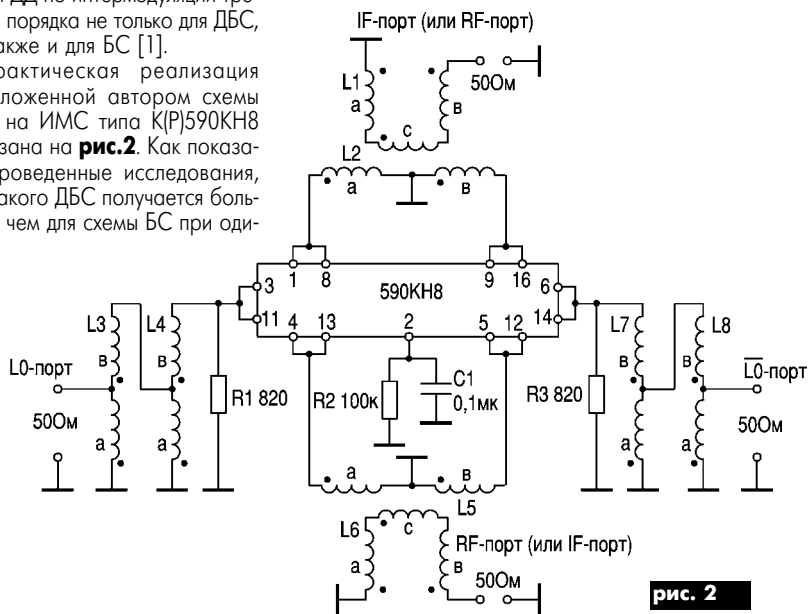 порядка не только для ДБС,
также и для БС [1].
рактическая реализация
ложенной автором схемы
на ИМС типа К(Р)590КН8
зана на рис.2. Как показа-
роведенные исследования,
акого ДБС получается боль-
чем для схемы БС при оди-
IF-порт (или RF-порт)
L1
а
в
с
50Ом
L2
а
в
1
8
9
16
3
11
590КН8
6
14
4
13
2
5
12
L3
в
а
L4
в
а
L0-порт
50Ом
R1 820
R2 100к
C1
0,1мк
R3 820
L7
в
а
L8
в
а
L0-порт
50Ом
а
в
L5
L6
а
с
в
RF-порт (или IF-порт)
50Ом
рис. 2